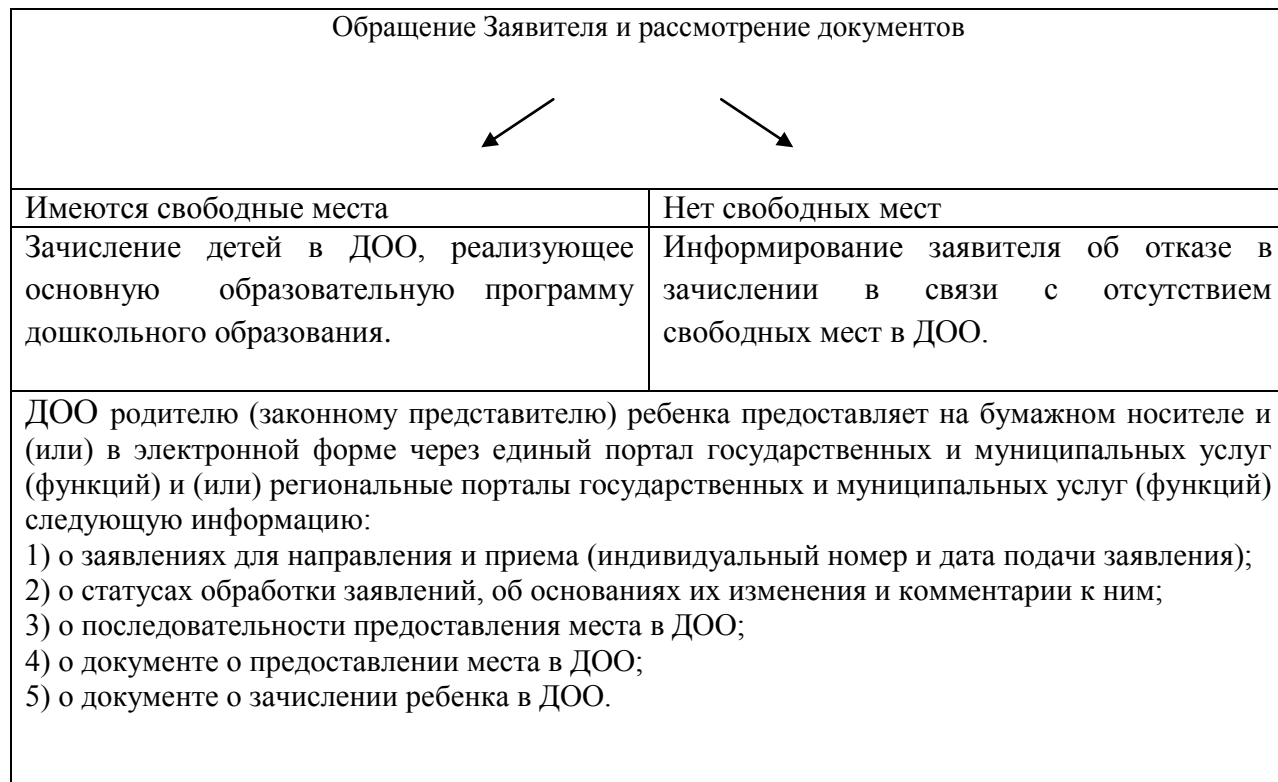 Обращение Заявителя и рассмотрение документов
Имеются свободные места
Нет свободных мест
Зачисление детей в ДОО, реализующее
основную образовательную программу
дошкольного образования.
Информирование заявителя об отказе в
зачислении в связи с отсутствием
свободных мест в ДОО.
ДОО родителю (законному представителю) ребенка предоставляет на бумажном носителе и
(или) в электронной форме через единый портал государственных и муниципальных услуг
(функций) и (или) региональные порталы государственных и муниципальных услуг (функций)
следующую информацию:
1) о заявлениях для направления и приема (индивидуальный номер и дата подачи заявления);
2) о статусах обработки заявлений, об основаниях их изменения и комментарии к ним;
3) о последовательности предоставления места в ДОО;
4) о документе о предоставлении места в ДОО;
5) о документе о зачислении ребенка в ДОО.